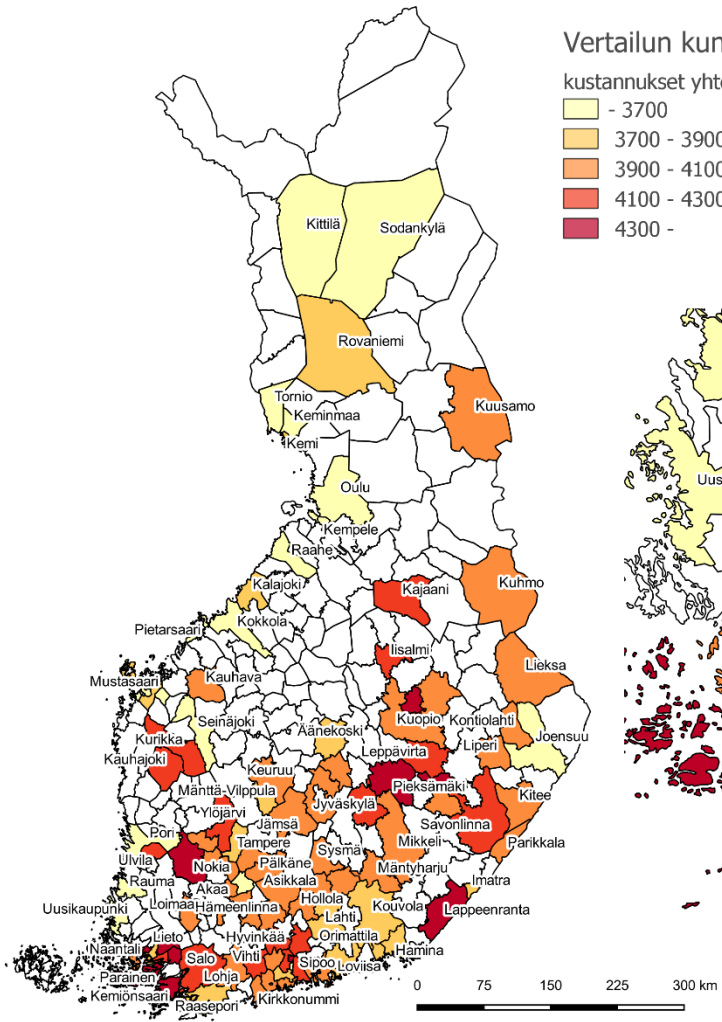 Vertailun kun
kustannukset yhte
- 3700
3700 - 3900
3900 - 4100
4100 - 4300
4300 -
Kittilä
Sodankylä
Rovaniemi
Tornio
Keminmaa
Kuusamo
Kemi
Oulu
Uus
Kempele
Raahe
Kalajoki
Kajaani
Kuhmo
Pietarsaari
Kokkola
Iisalmi
Lieksa
Mustasaari
Kauhava
Seinäjoki
Äänekoski
Kuopio
Kontiolahti
Joensuu
Kurikka
Leppävirta
Liperi
Kauhajoki
Keuruu
Mänttä-Vilppula
Pieksämäki
Kitee
Ylöjärvi
Jyväskylä
Jämsä
Savonlinna
Pori
Tampere
Sysmä
Mikkeli
Parikkala
Ulvila
Nokia
Pälkäne
Mäntyharju
Rauma
Akaa
Asikkala
Imatra
Uusikaupunki
Loimaa
Hämeenlinna
Hollola
Kouvola
Lappeenranta
Lahti
Naantali
Lieto
Hyvinkää
Orimattila
Hamina
Salo
Vihti
Sipoo
Loviisa
Parainen
Lohja
Kemiönsaari
Raasepori
Kirkkonummi
0 75 150 225 300 km